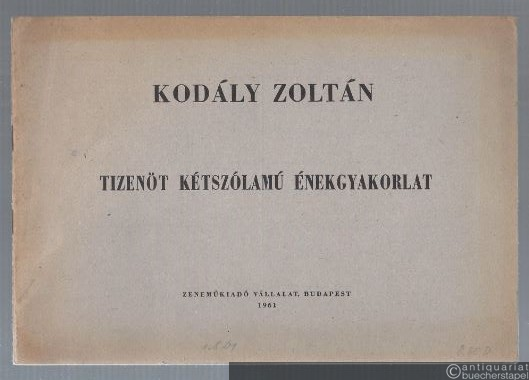 KODÁLY ZOLTÁN
TIZENÖT KÉTSZÓLAMÚ ÉNEKGYAKORLAT
ZENEMŰKIADÓ VÁLLALAT, BUDAPEST
1961
©antiquariat
buecherstapel